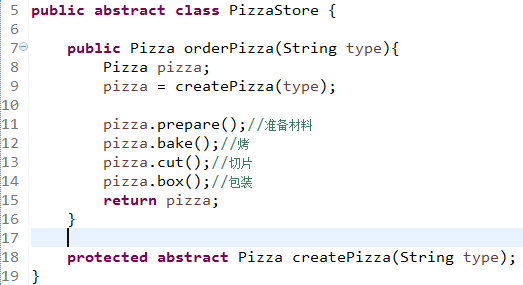 5 public abstract class PizzaStore {
6
7 public Pizza orderPizza(String type){
8 Pizza pizza;
9 pizza = createPizza(type);
10
11 pizza.prepare();//准备材料
12 pizza.bake();//烤
13 pizza.cut();//切片
14 pizza.box();//包装
15 return pizza;
16 }
17
18 protected abstract Pizza createPizza(String type);
19 }